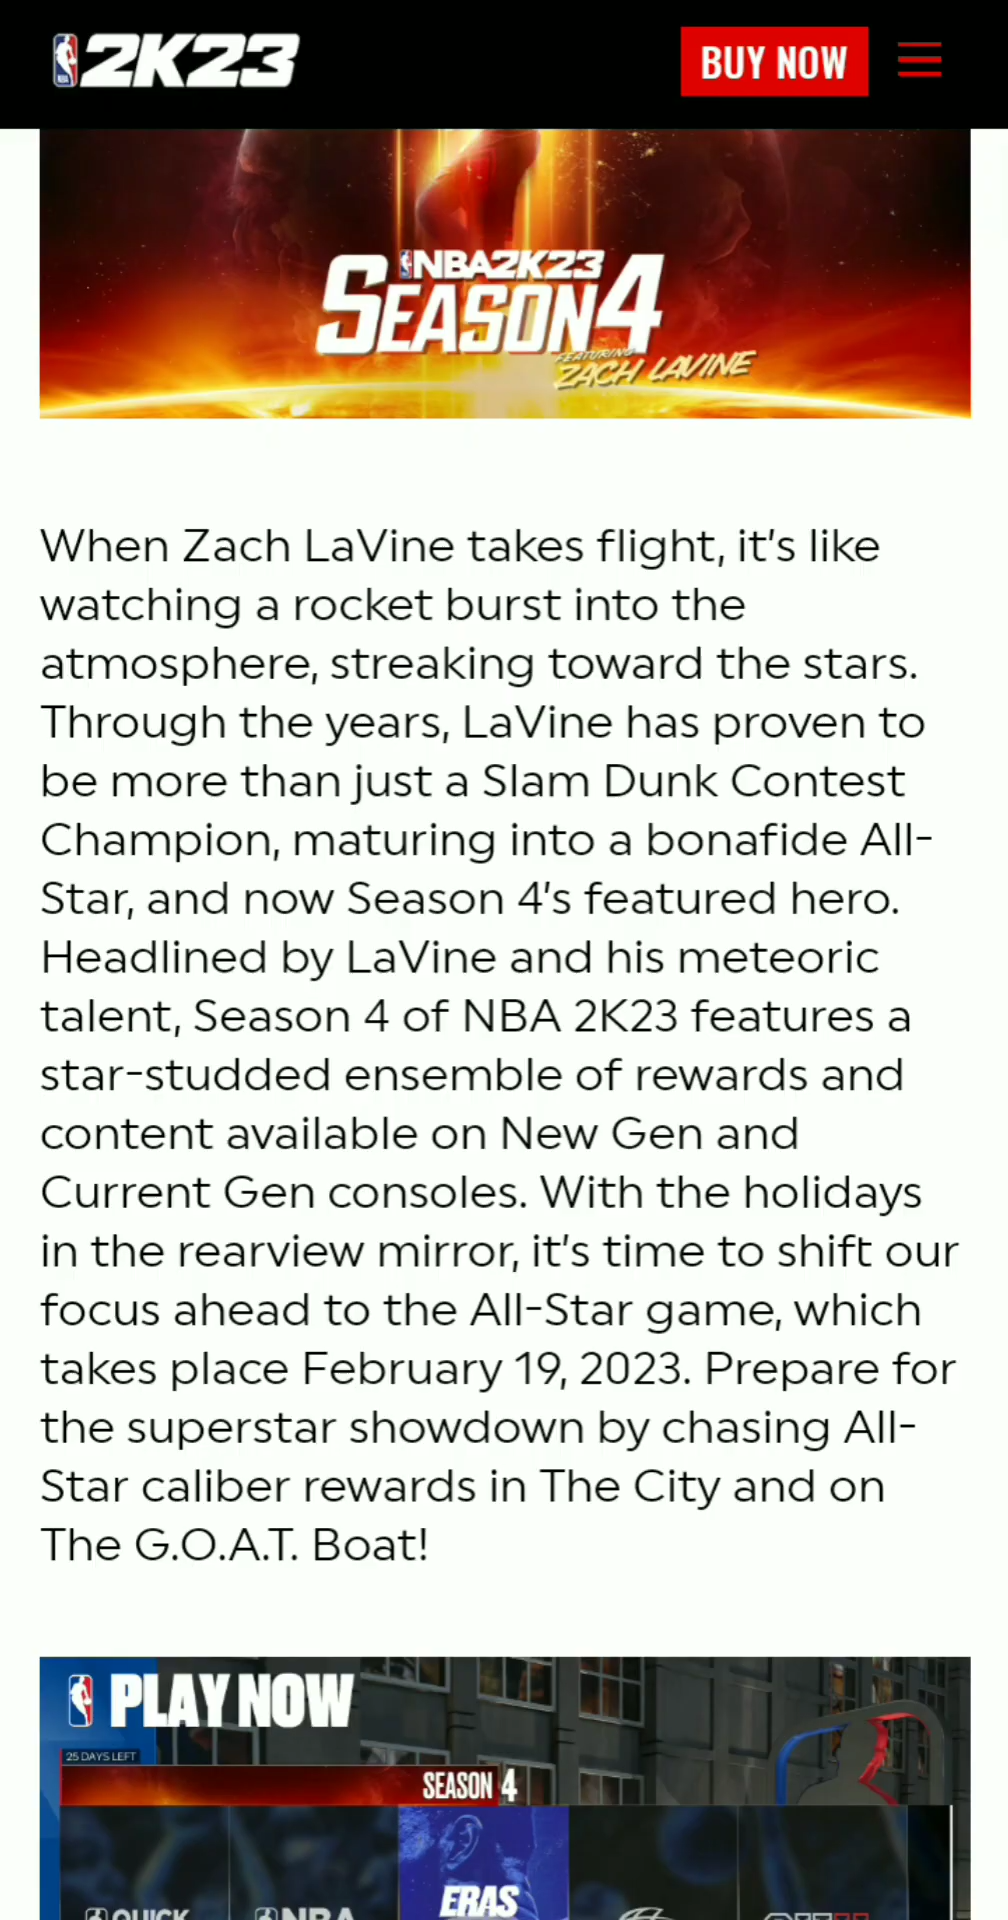 2K23
BUY NOW
NBA2K23
SEASON 4
FEATURING
ZACH LAVINE
When Zach LaVine takes flight, it's like
watching a rocket burst into the
atmosphere, streaking toward the stars.
Through the years, LaVine has proven to
be more than just a Slam Dunk Contest
Champion, maturing into a bonafide All-
Star, and now Season 4's featured hero.
Headlined by LaVine and his meteoric
talent, Season 4 of NBA 2K23 features a
star-studded ensemble of rewards and
content available on New Gen and
Current Gen consoles. With the holidays
in the rearview mirror, it's time to shift our
focus ahead to the All-Star game, which
takes place February 19, 2023. Prepare for
the superstar showdown by chasing All-
Star caliber rewards in The City and on
The G.O.A.T. Boat!
PLAY NOW
25 DAYS LEFT
SEASON 4
ERAS
QUICK
NBA